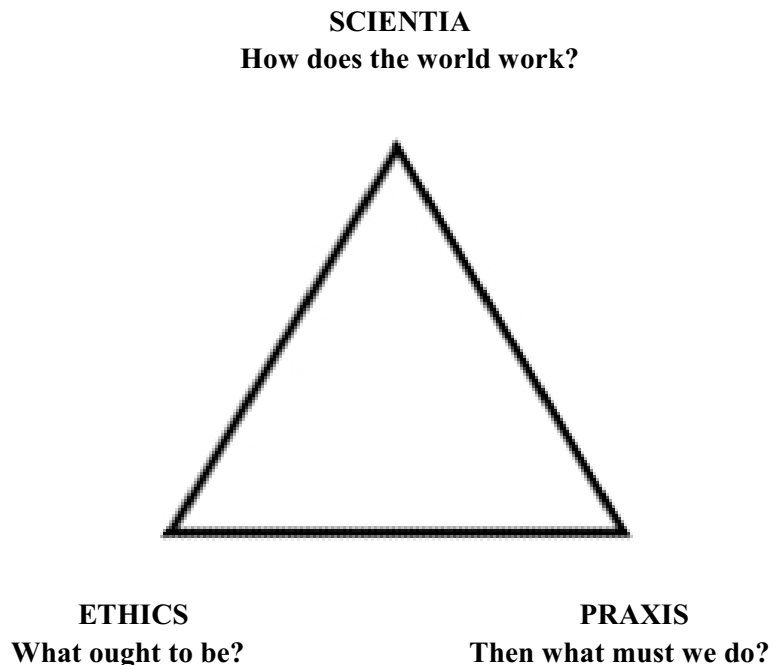 SCIENTIA
How does the world work?
ETHICS
What ought to be?
PRAXIS
Then what must we do?